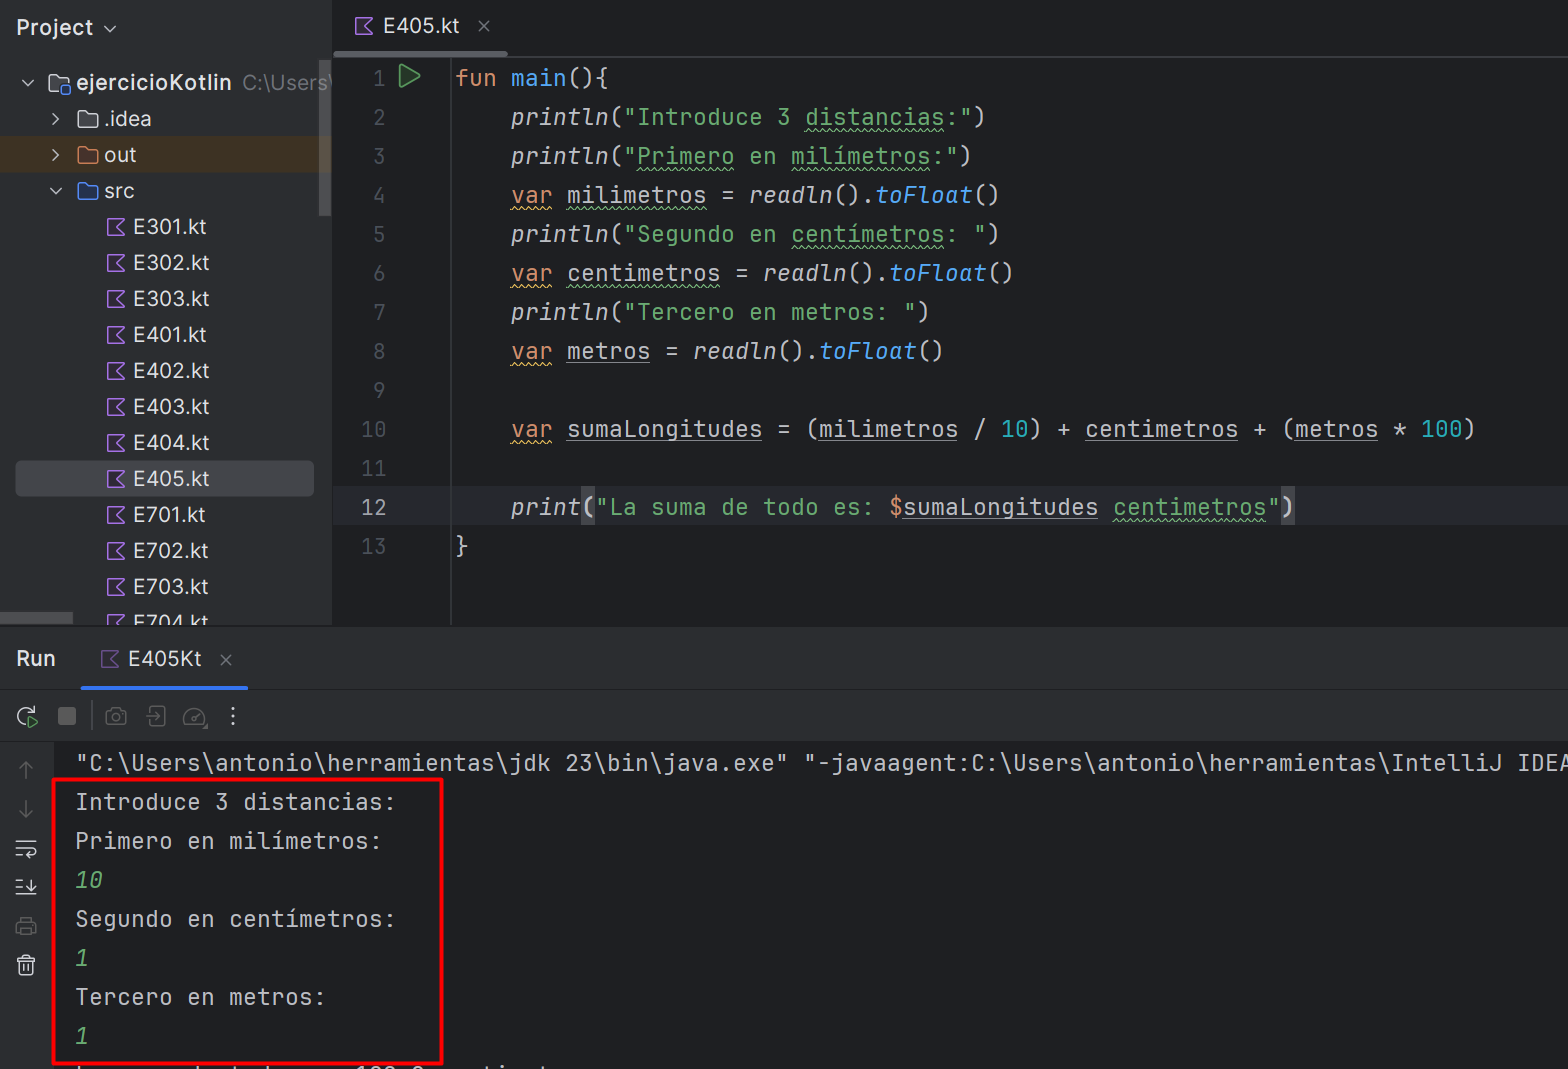 Project
E405.kt
ejercicioKotlin C:\Users\
.idea
out
src
E301.kt
E302.kt
E303.kt
E401.kt
E402.kt
E403.kt
E404.kt
E405.kt
E701.kt
E702.kt
E703.kt
E704.kt
1 fun main(){
2 println("Introduce 3 distancias:")
3 println("Primero en milímetros:")
4 var milimetros = readln().toFloat()
5 println("Segundo en centímetros: ")
6 var centimetros = readln().toFloat()
7 println("Tercero en metros: ")
8 var metros = readln().toFloat()
9
10 var sumaLongitudes = (milimetros / 10) + centimetros + (metros * 100)
11
12 print("La suma de todo es: $sumaLongitudes centimetros")
13 }
Run E405Kt
"C:\Users\antonio\herramientas\jdk 23\bin\java.exe" "-javaagent:C:\Users\antonio\herramientas\IntelliJ IDEA
Introduce 3 distancias:
Primero en milímetros:
10
Segundo en centímetros:
1
Tercero en metros:
1